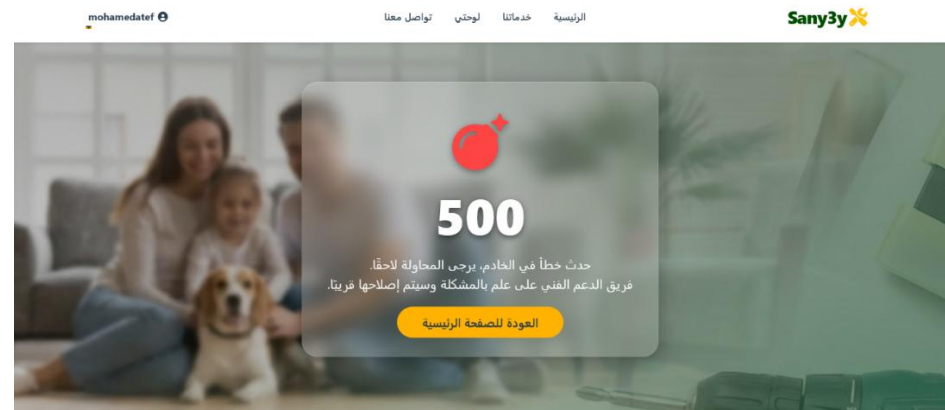 Sany3y
الرئيسية
خدماتنا
لوحتي
تواصل معنا
mohamedatef
500
حدث خطأ في الخادم، يرجى المحاولة لاحقًا.
فريق الدعم الفني على علم بالمشكلة وسيتم إصلاحها قريبًا.
العودة للصفحة الرئيسية